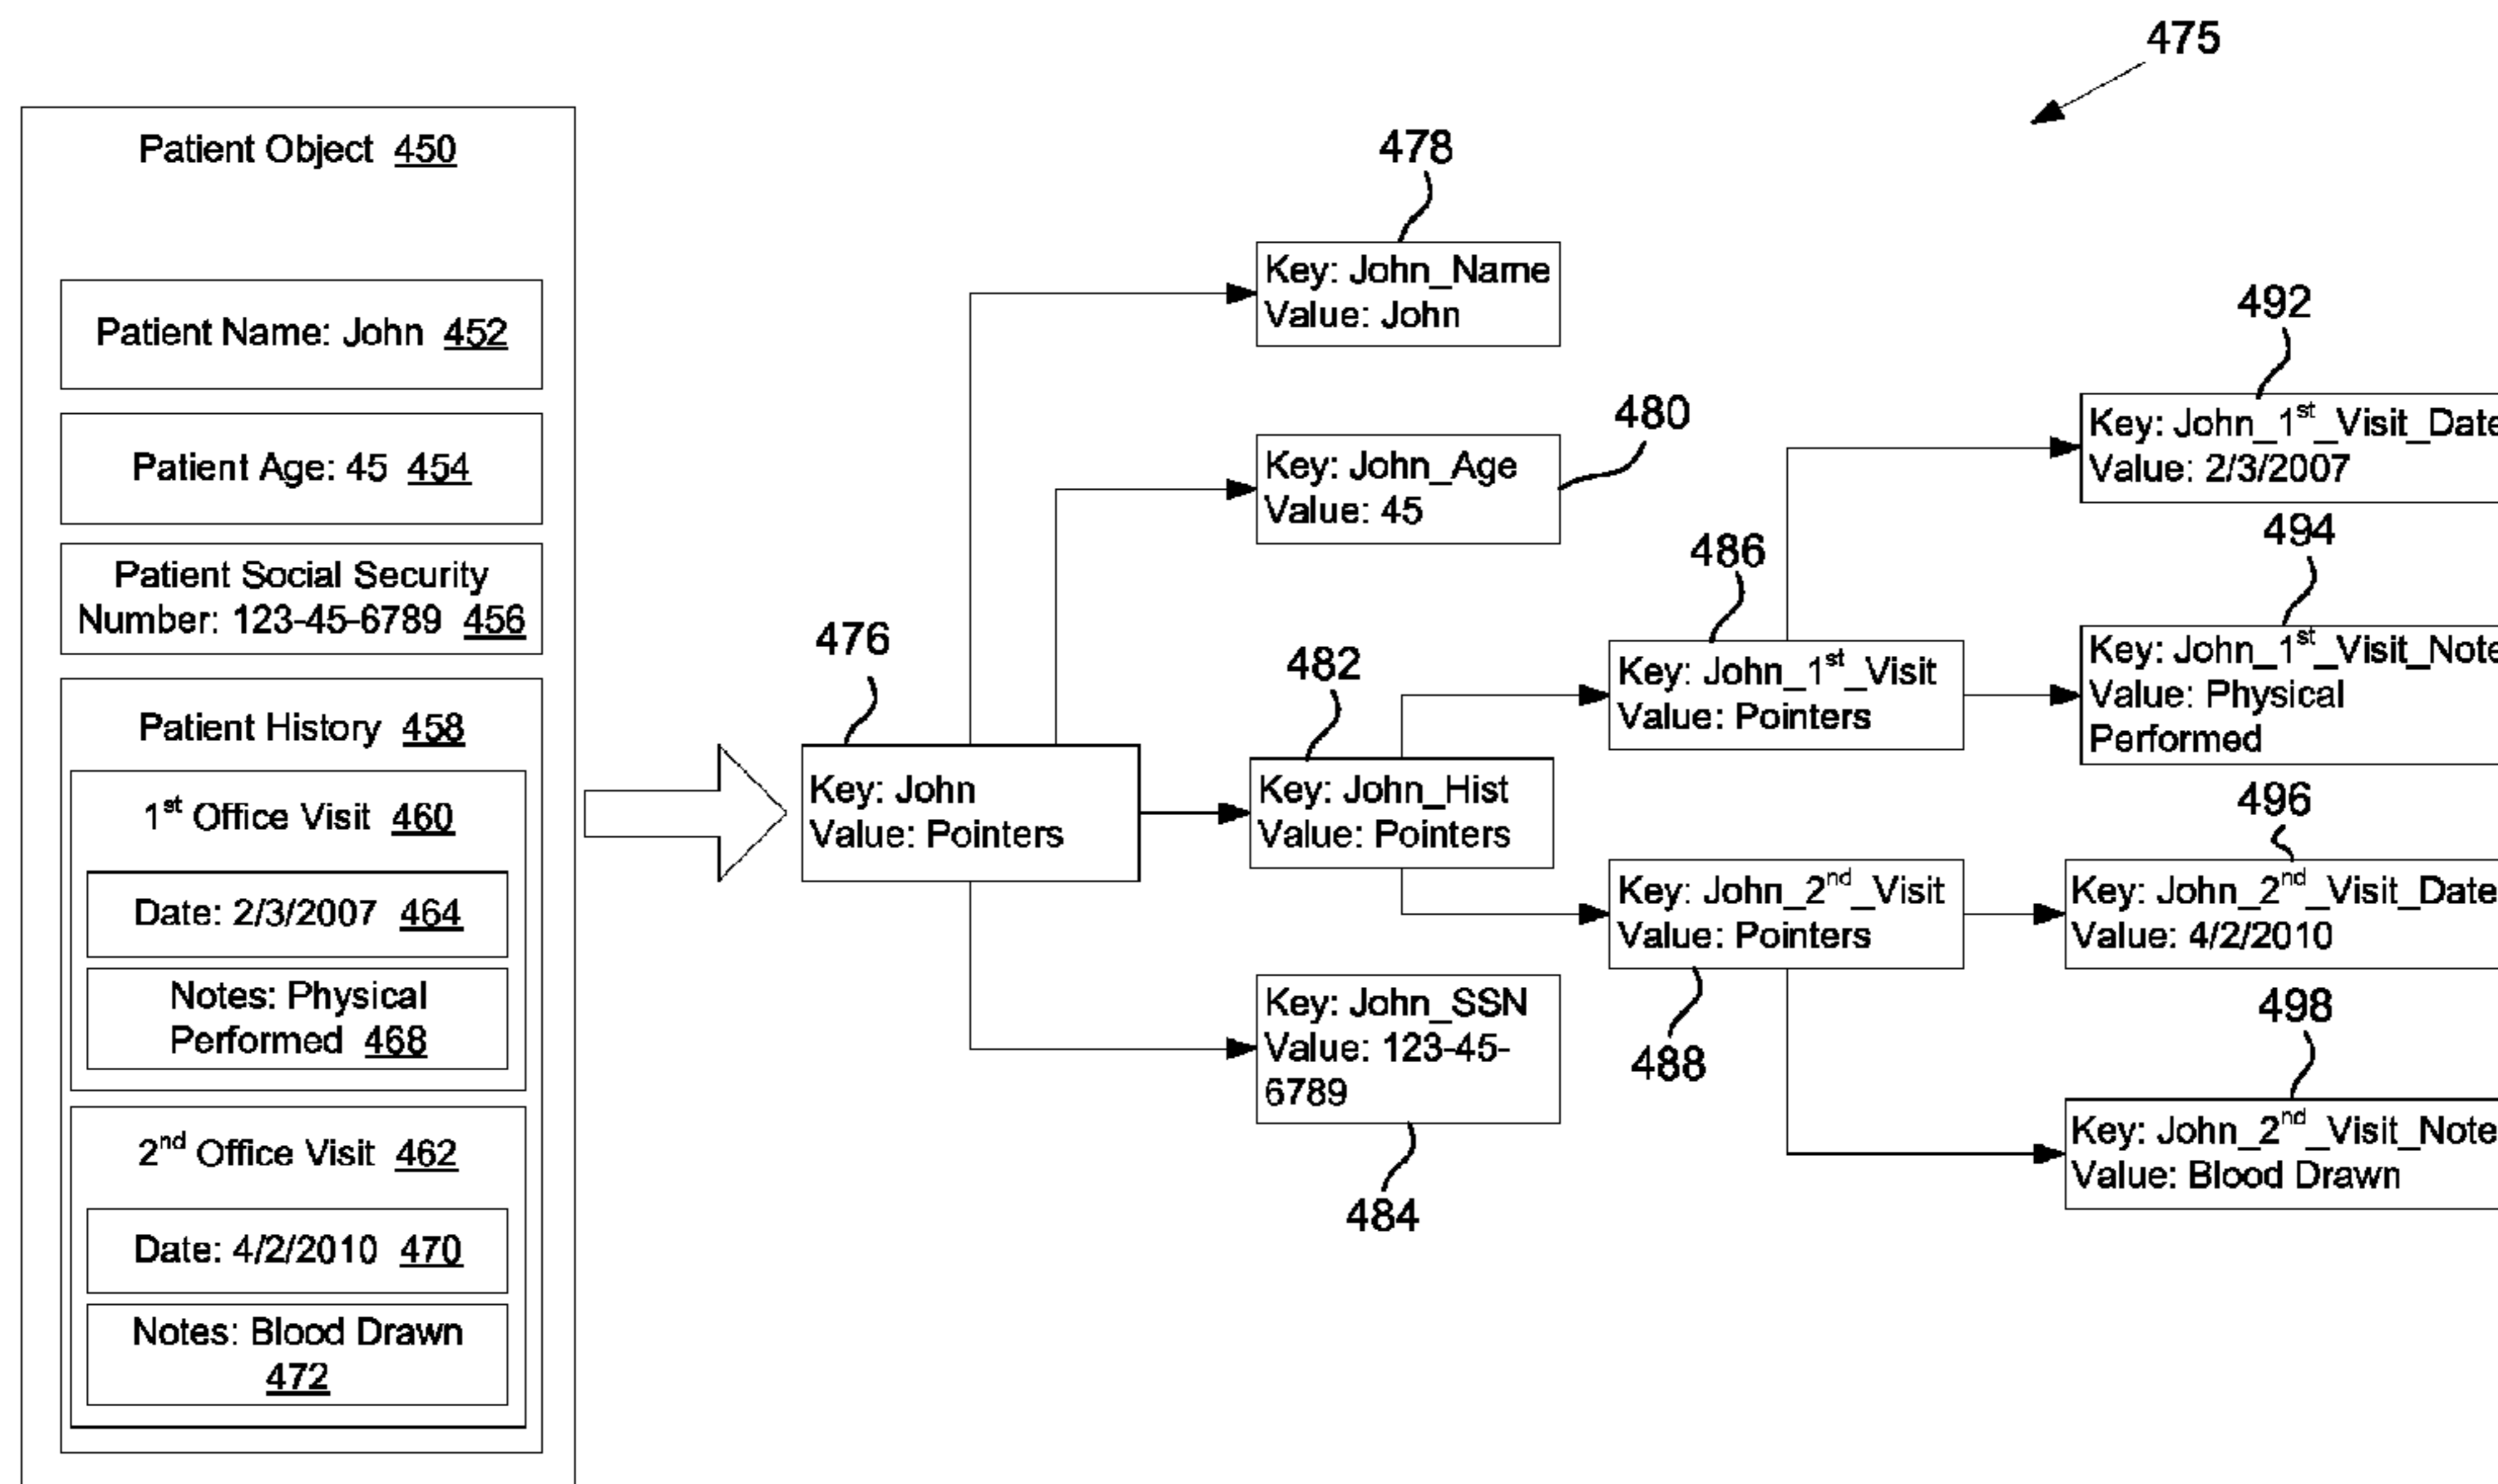 475
Patient Object 450
Patient Name: John 452
Patient Age: 45 454
Patient Social Security
Number: 123-45-6789 456
Patient History 458
1st Office Visit 460
Date: 2/3/2007 464
Notes: Physical
Performed 468
2nd Office Visit 462
Date: 4/2/2010 470
Notes: Blood Drawn
472
476
Key: John
Value: Pointers
478
Key: John_Name
Value: John
480
Key: John_Age
Value: 45
482
Key: John_Hist
Value: Pointers
Key: John_SSN
Value: 123-45-
6789
484
486
Key: John_1st_Visit
Value: Pointers
Key: John_2nd_Visit
Value: Pointers
488
492
Key: John_1st_Visit_Date
Value: 2/3/2007
494
Key: John_1st_Visit_Note
Value: Physical
Performed
496
Key: John_2nd_Visit_Date
Value: 4/2/2010
498
Key: John_2nd_Visit_Note
Value: Blood Drawn